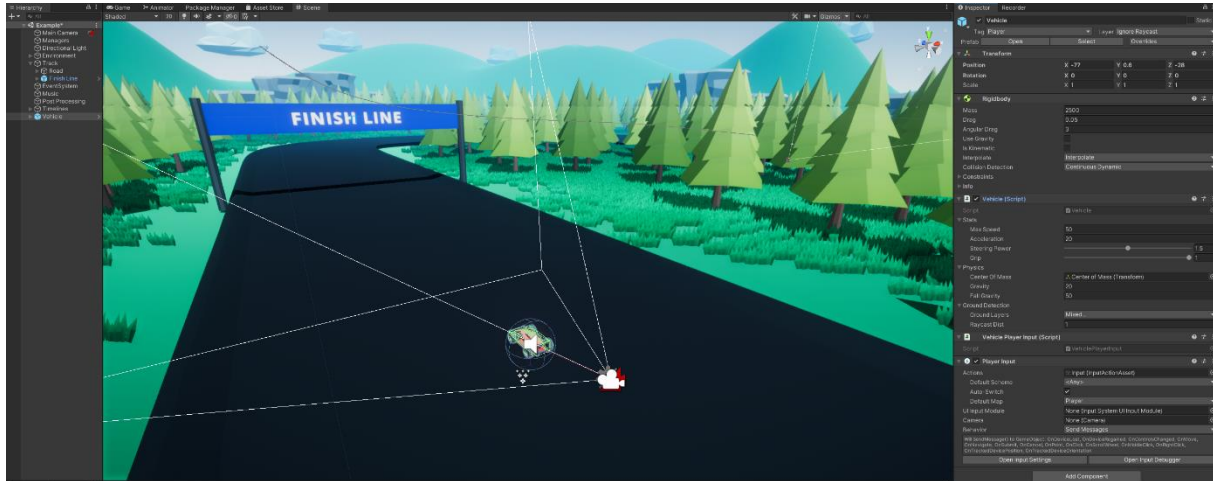 Hierarchy
Example*
Main Camera
Managers
Directional Light
Environment
Track
Road
Finish Line
EventSystem
Music
Post Processing
Timelines
Vehicle
Game
Animator
Package Manager
Asset Store
Scene
Shaded
2D
Gizmos
FINISH LINE
Inspector
Recorder
Vehicle
Static
Tag Player
Layer Ignore Raycast
Prefab Open Select Overrides
Transform
Position X -77 Y 0.6 Z -28
Rotation X 0 Y 0 Z 0
Scale X 1 Y 1 Z 1
Rigidbody
Mass 2500
Drag 0.05
Angular Drag 3
Use Gravity
Is Kinematic
Interpolate Interpolate
Collision Detection Continuous Dynamic
Constraints
Info
Vehicle (Script)
Script Vehicle
Stats
Max Speed 50
Acceleration 20
Steering Power 1.5
Grip 1
Physics
Center Of Mass Center of Mass (Transform)
Gravity 20
Fall Gravity 50
Ground Detection
Ground Layers Mixed...
Raycast Dist 1
Vehicle Player Input (Script)
Script VehiclePlayerInput
Player Input
Actions Input (InputActionAsset)
Default Scheme <Any>
Auto-Switch
Default Map Player
UI Input Module None (Input System UI Input Module)
Camera None (Camera)
Behavior Send Messages
Open Input Settings Open Input Debugger
Add Component